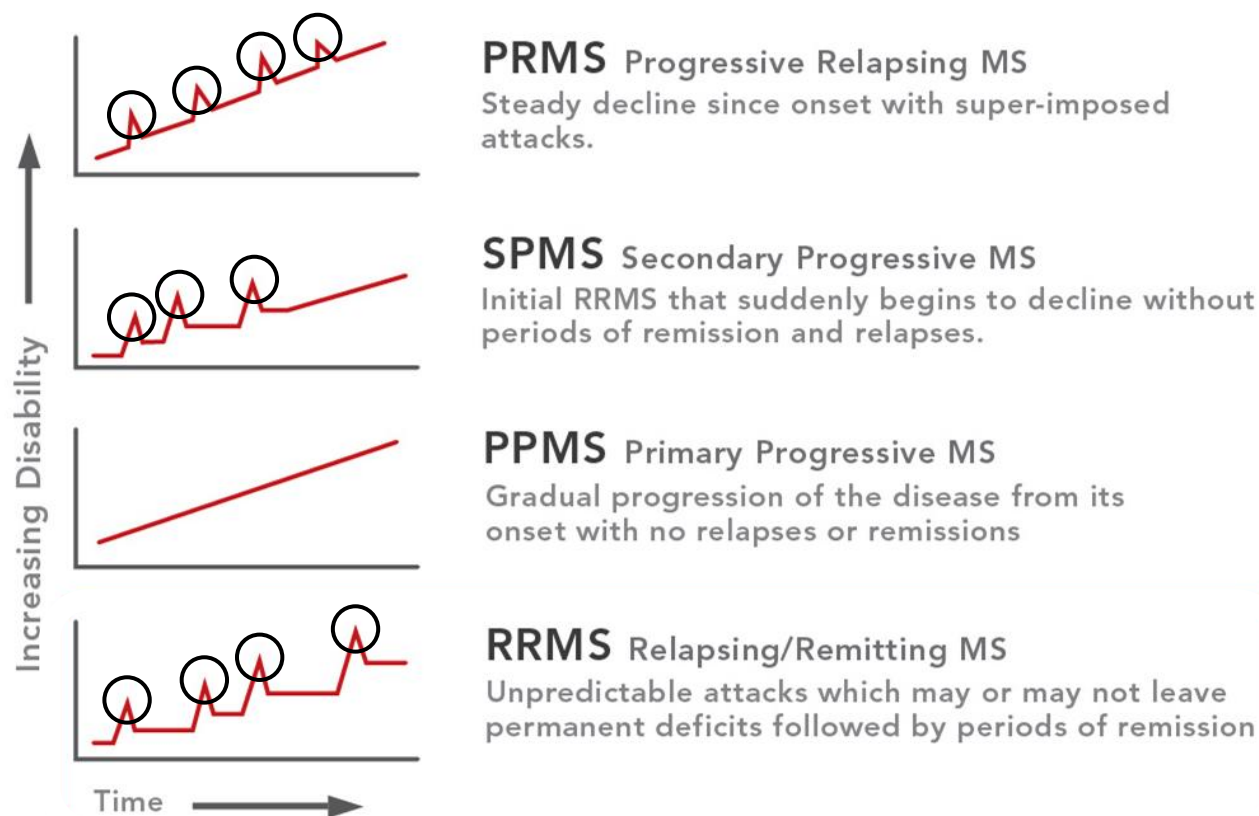 PRMS Progressive Relapsing MS
Steady decline since onset with super-imposed
attacks.
SPMS Secondary Progressive MS
Initial RRMS that suddenly begins to decline without
periods of remission and relapses.
PPMS Primary Progressive MS
Gradual progression of the disease from its
onset with no relapses or remissions
RRMS Relapsing/Remitting MS
Unpredictable attacks which may or may not leave
permanent deficits followed by periods of remission
Increasing Disability
Time